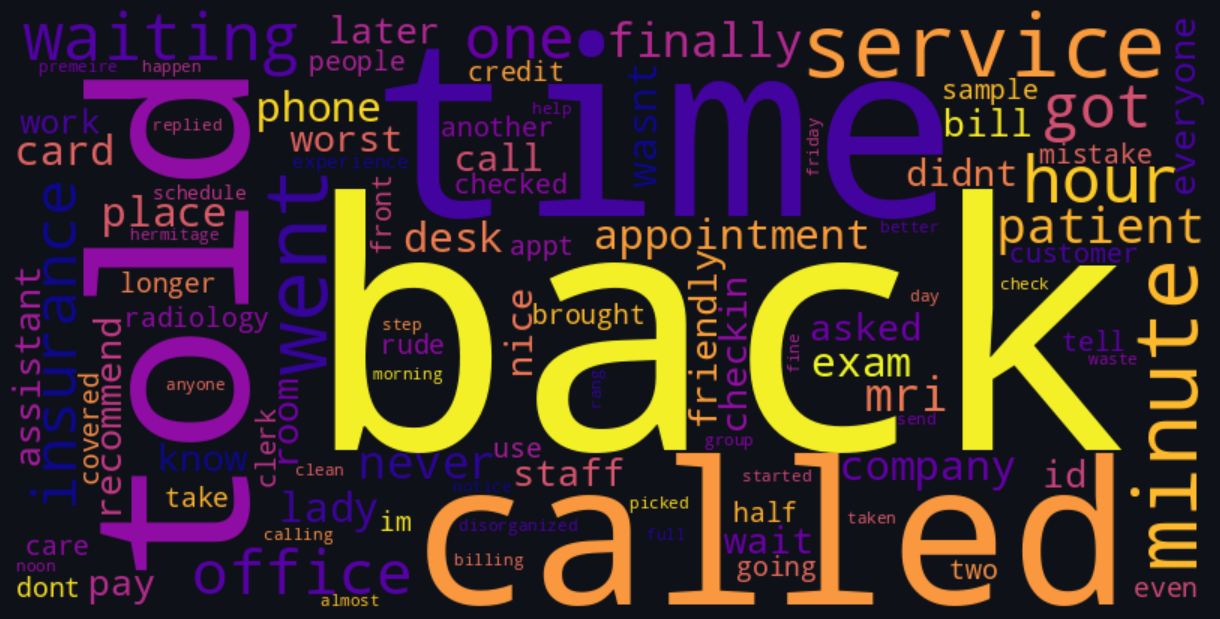 waiting
later
one•
finally
service
everyone
premeire
happen
people
credit
wasnt
sample
told
phone
time
help
got
work
replied
worst
another
friday
bill
card
experience
call
mistake
checked
didnt
hour
insurance
schedule
went
front
place
patient
hermitage
desk
appt
appointment
better
customer
assistant
longer
back
friendly
checkin
check
minute
radiology
nice
brought
day
step
asked
tell
recommend
rude
fine
exam
waste
covered
anyone
morning
rang
mri
room
clerk
send
group
know
clean
never
use
staff
started
company
id
notice
take
lady
im
called
picked
half
taken
disorganized
calling
full
wait
care
office
billing
going
two
noon
dont
pay
almost
even